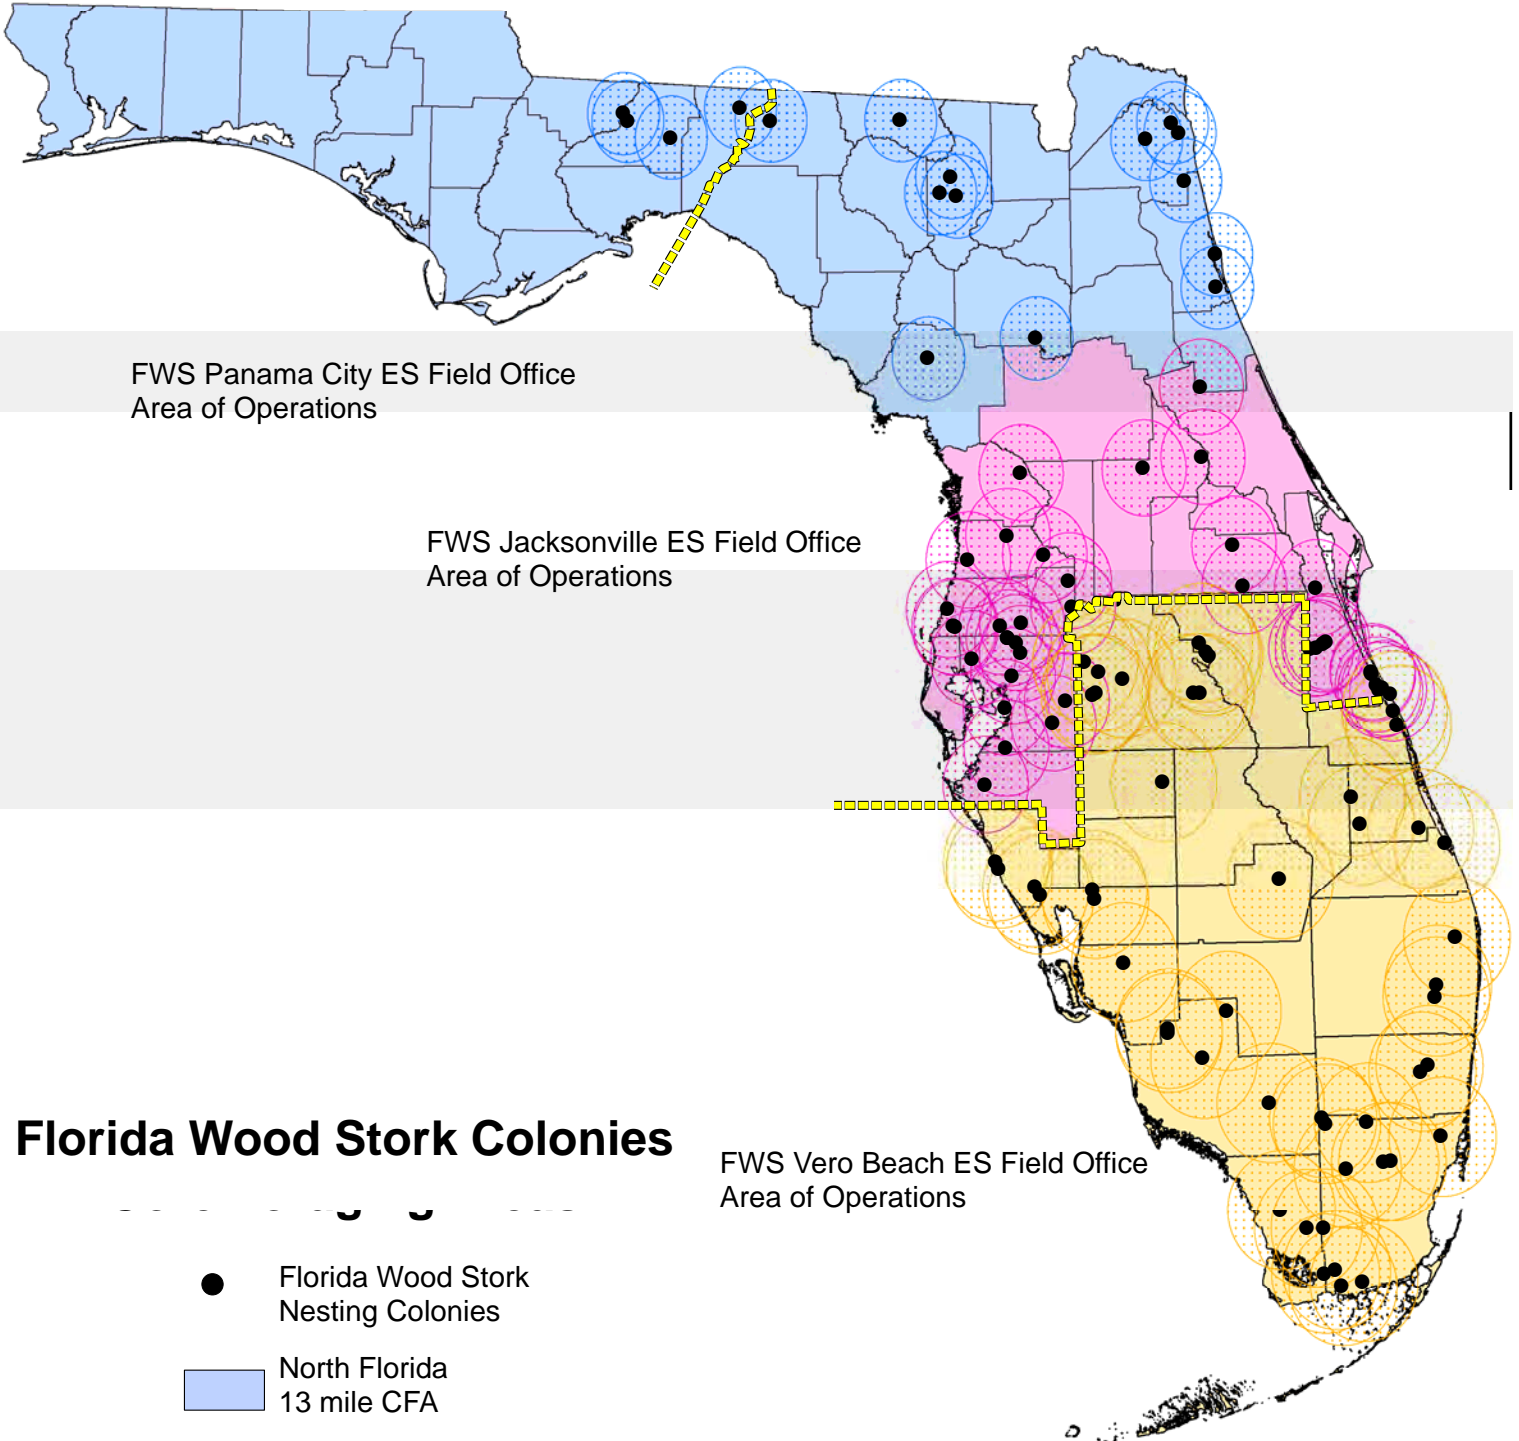 FWS Panama City ES Field Office
Area of Operations
FWS Jacksonville ES Field Office
Area of Operations
Florida Wood Stork Colonies
FWS Vero Beach ES Field Office
Area of Operations
Florida Wood Stork
Nesting Colonies
North Florida
13 mile CFA